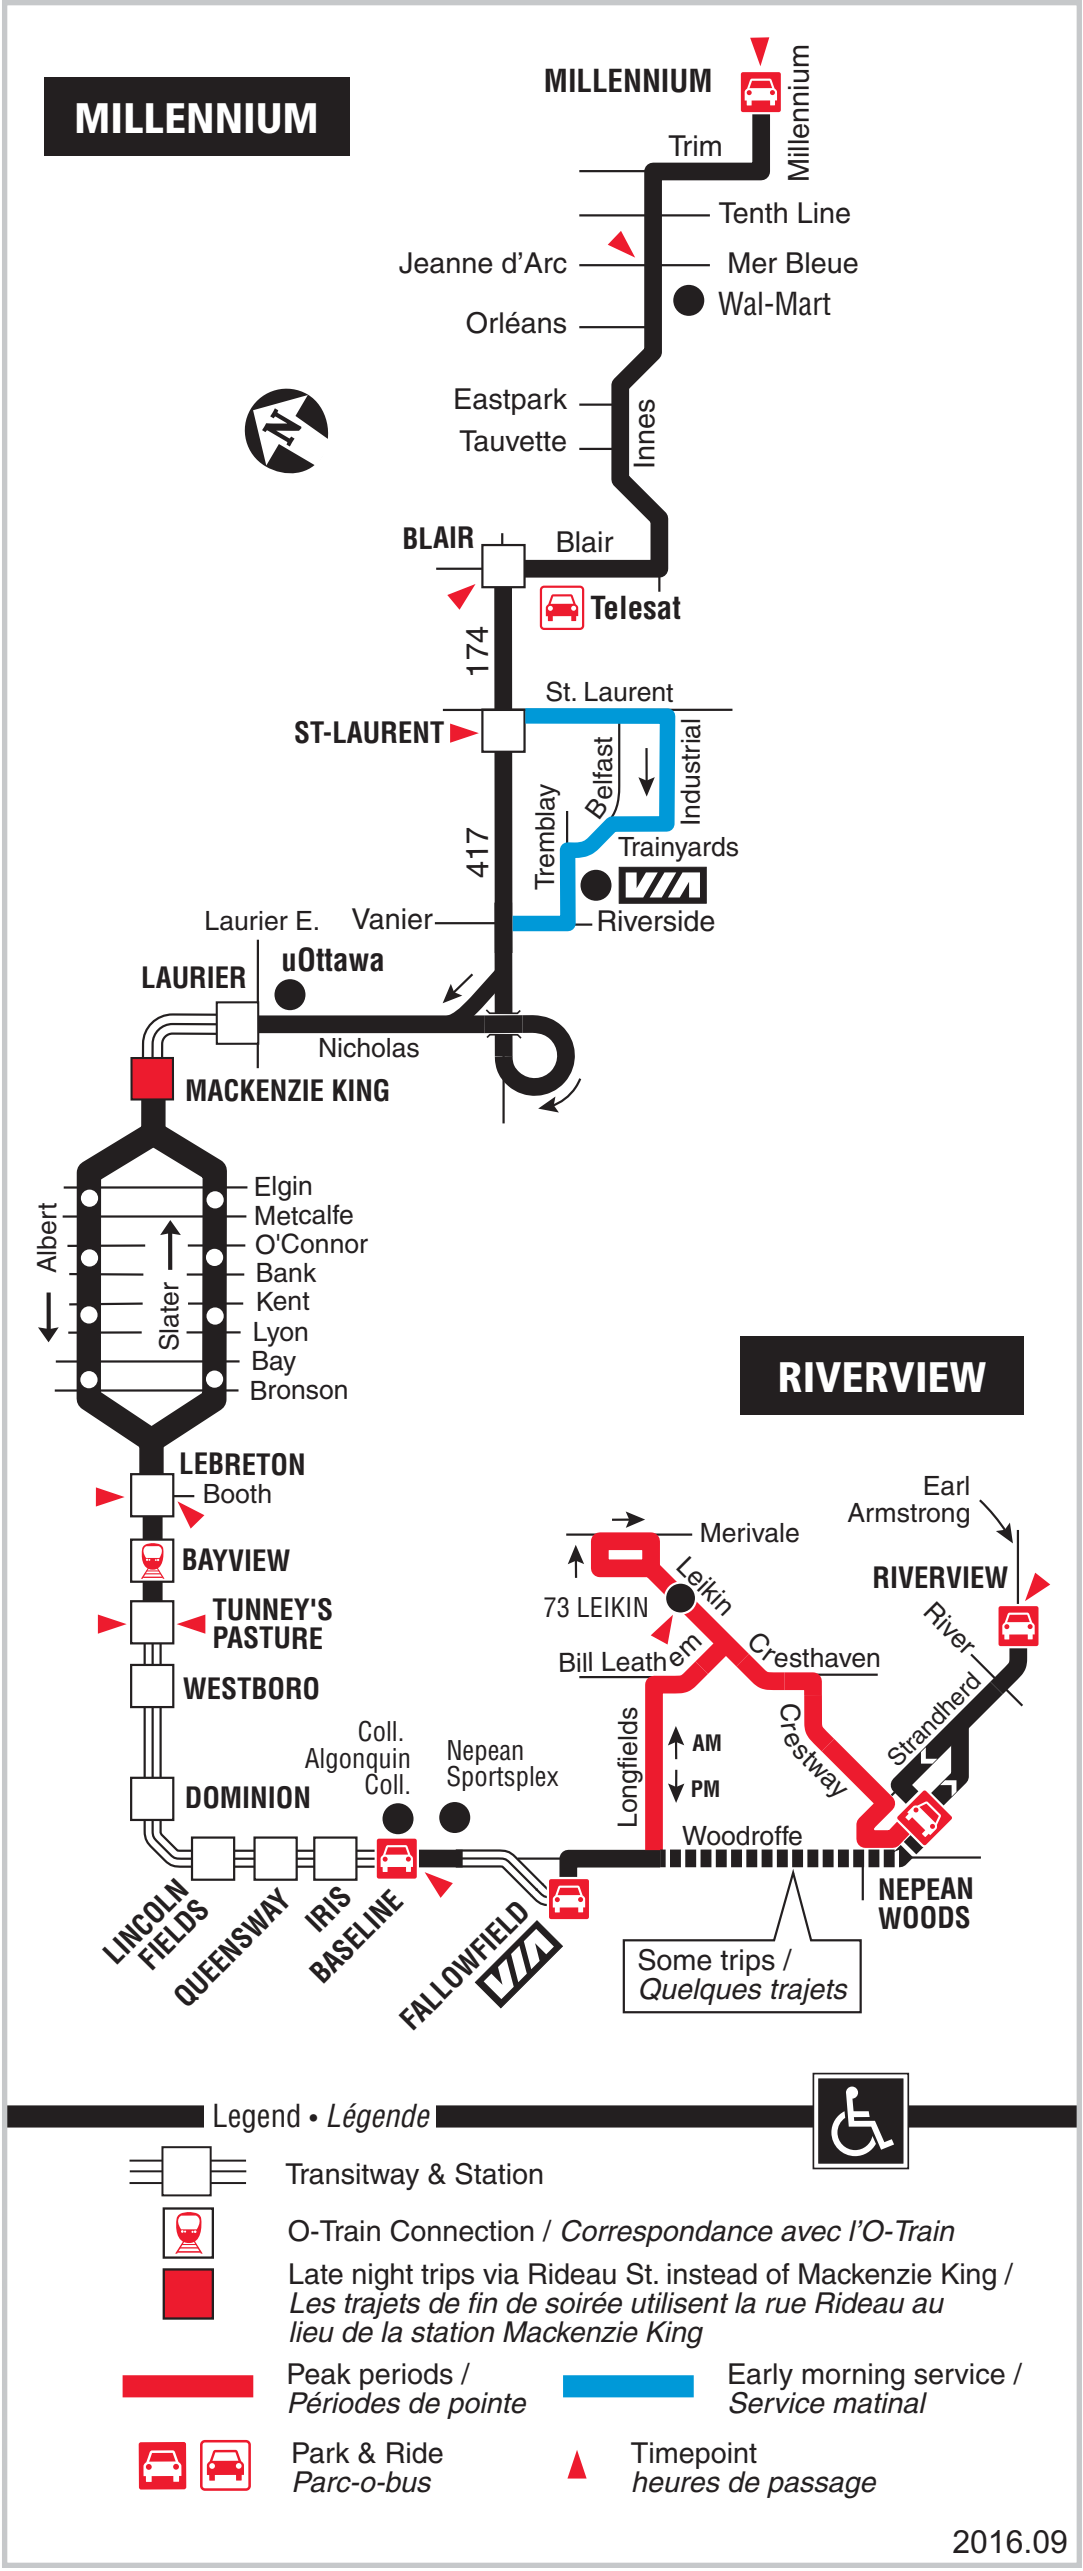 MILLENNIUM
MILLENNIUM
Millennium
Trim
Tenth Line
Jeanne d'Arc
Mer Bleue
Wal-Mart
Orléans
Eastpark
Tauvette
Innes
N
BLAIR
Blair
Telesat
174
St. Laurent
ST-LAURENT
Belfast
Industrial
Tremblay
417
Trainyards
VIA
Laurier E.
Vanier
Riverside
uOttawa
LAURIER
Nicholas
MACKENZIE KING
Elgin
Metcalfe
O'Connor
Bank
Kent
Lyon
Bay
Bronson
Albert
Slater
RIVERVIEW
LEBRETON
Booth
BAYVIEW
TUNNEY'S
PASTURE
WESTBORO
DOMINION
Coll.
Algonquin
Coll.
Nepean
Sportsplex
LINCOLN
FIELDS
QUEENSWAY
IRIS
BASELINE
FALLOWFIELD
VIA
Earl
Armstrong
RIVERVIEW
River
Strandherd
Merivale
Leikin
73 LEIKIN
Bill Leathem
Cresthaven
Crestway
Longfields
AM
PM
Woodroffe
NEPEAN
WOODS
Some trips /
Quelques trajets
Legend • Légende
Transitway & Station
O-Train Connection / Correspondance avec l'O-Train
Late night trips via Rideau St. instead of Mackenzie King /
Les trajets de fin de soirée utilisent la rue Rideau au
lieu de la station Mackenzie King
Peak periods /
Périodes de pointe
Early morning service /
Service matinal
Park & Ride
Parc-o-bus
Timepoint
heures de passage
2016.09